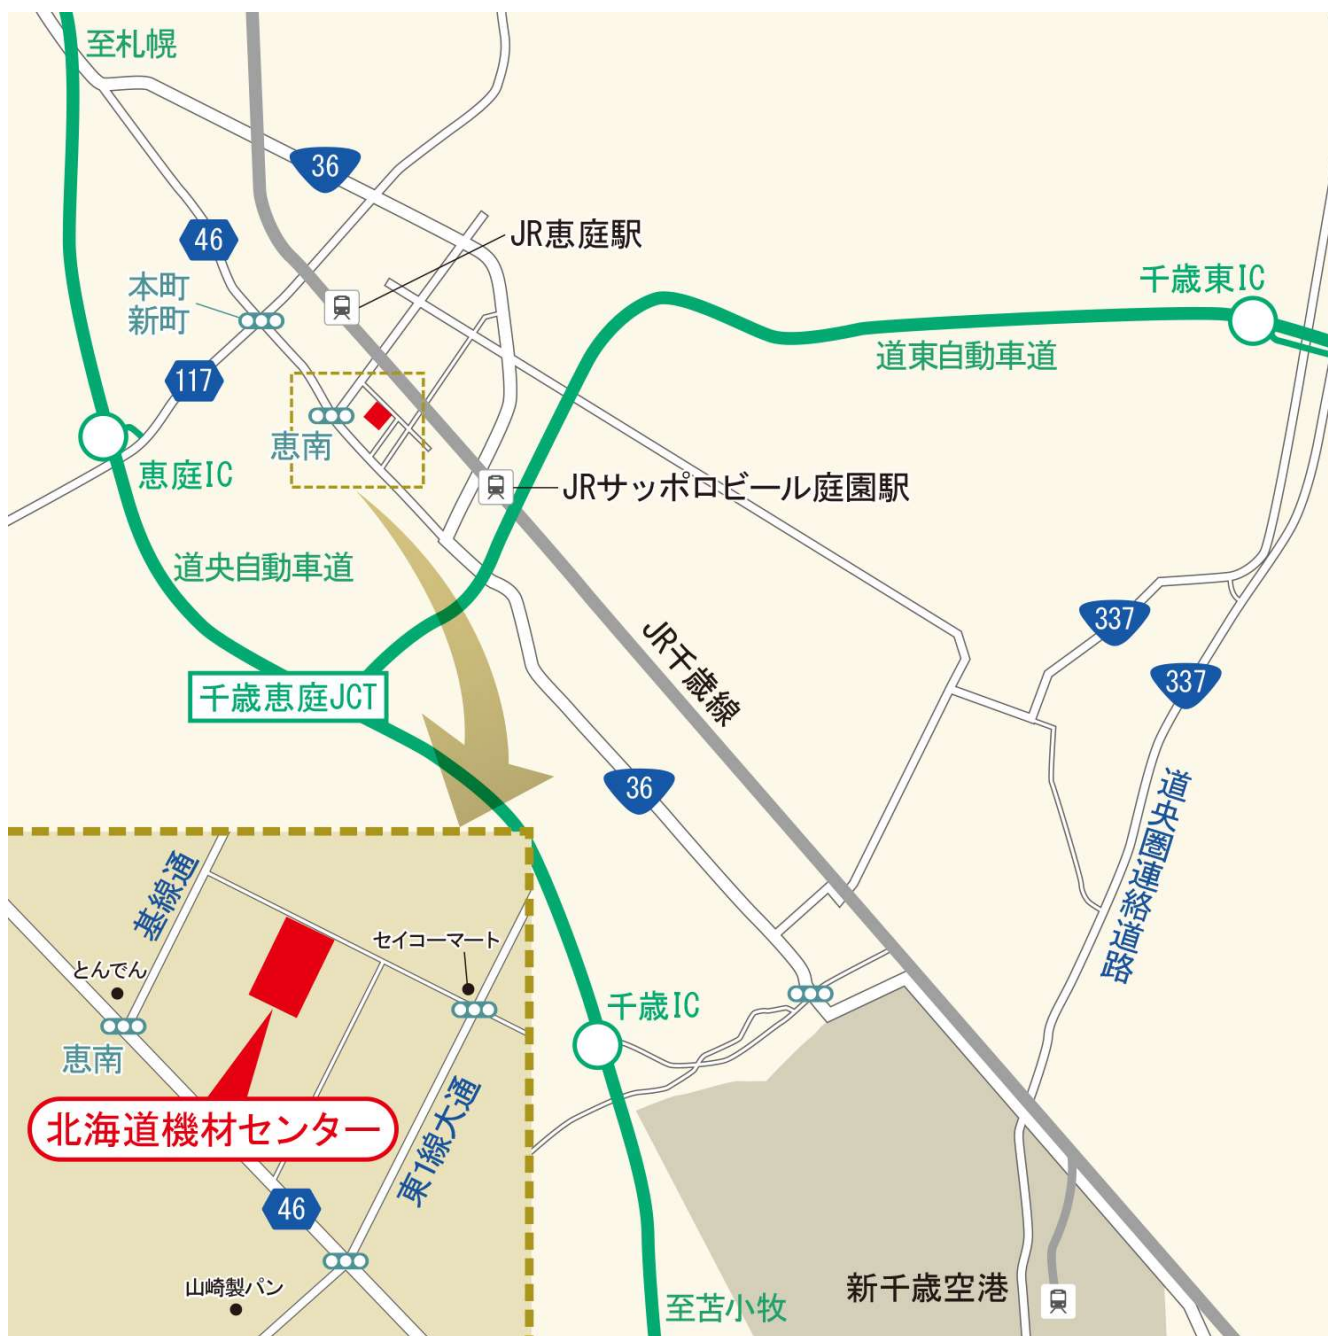 至札幌
36
46
JR恵庭駅
本町
新町
千歳東IC
道東自動車道
117
恵南
恵庭IC
JRサッポロビール庭園駅
道央自動車道
337
JR千歳線
337
千歳恵庭JCT
36
道央圏連絡道路
基線通
セイコーマート
とんでん
千歳IC
恵南
北海道機材センター
東1線大通
46
山崎製パン
新千歳空港
至苫小牧